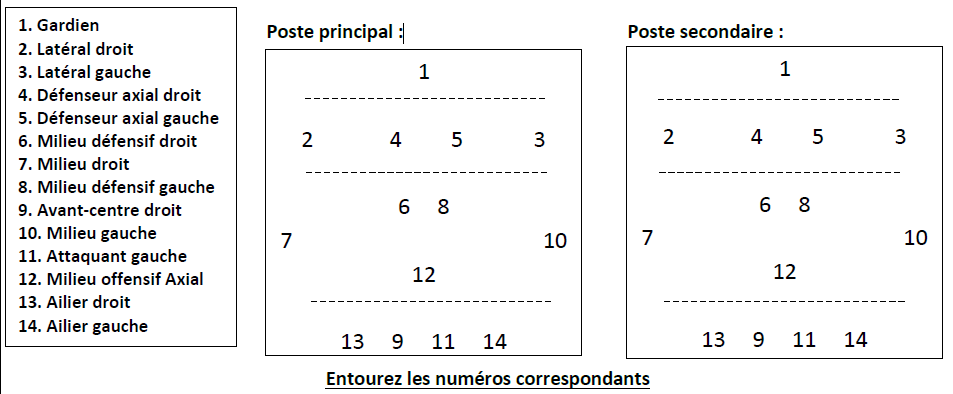 1. Gardien
2. Latéral droit
3. Latéral gauche
4. Défenseur axial droit
5. Défenseur axial gauche
6. Milieu défensif droit
7. Milieu droit
8. Milieu défensif gauche
9. Avant-centre droit
10. Milieu gauche
11. Attaquant gauche
12. Milieu offensif Axial
13. Ailier droit
14. Ailier gauche
Poste principal :
1
2 4 5 3
6 8
7 10
12
13 9 11 14
Poste secondaire :
1
2 4 5 3
6 8
7 10
12
13 9 11 14
Entourez les numéros correspondants